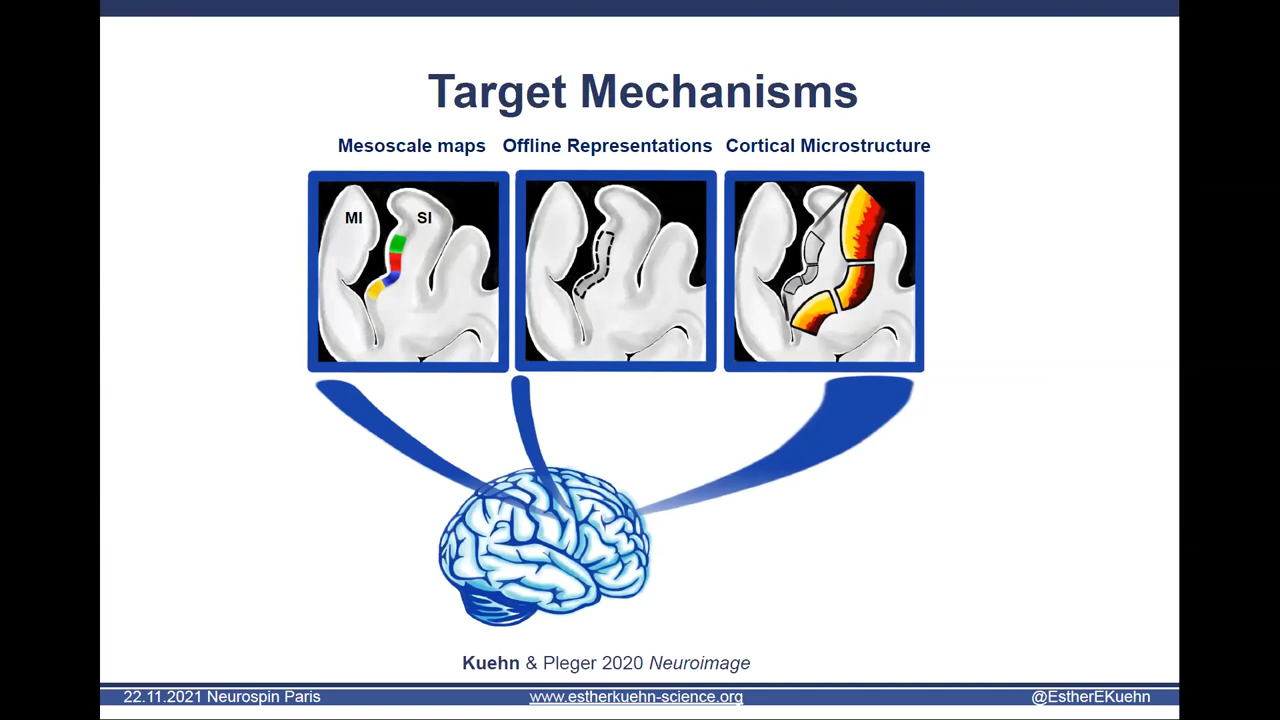 Target Mechanisms
Mesoscale maps Offline Representations Cortical Microstructure
MI SI
Kuehn & Pleger 2020 Neuroimage
22.11.2021 Neurospin Paris www.estherkuehn-science.org @EstherEKuehn